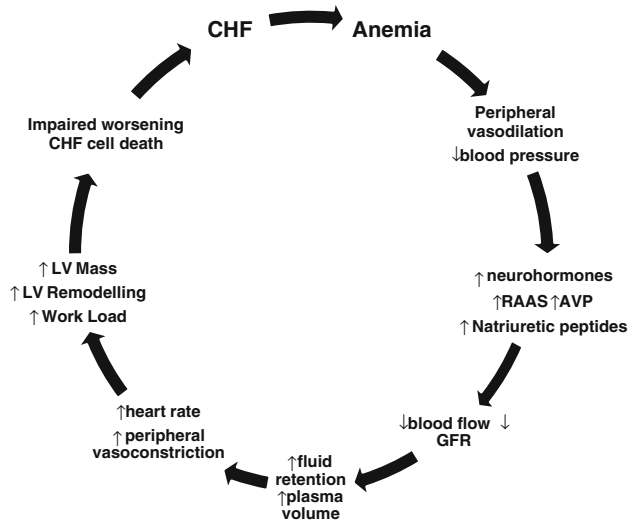 CHF
Anemia
Peripheral
vasodilation
↓blood pressure
↑neurohormones
↑RAAS ↑AVP
↑Natriuretic peptides
↓blood flow ↓
GFR
↑fluid
retention
↑plasma
volume
↑heart rate
↑peripheral
vasoconstriction
↑LV Mass
↑LV Remodelling
↑Work Load
Impaired worsening
CHF cell death